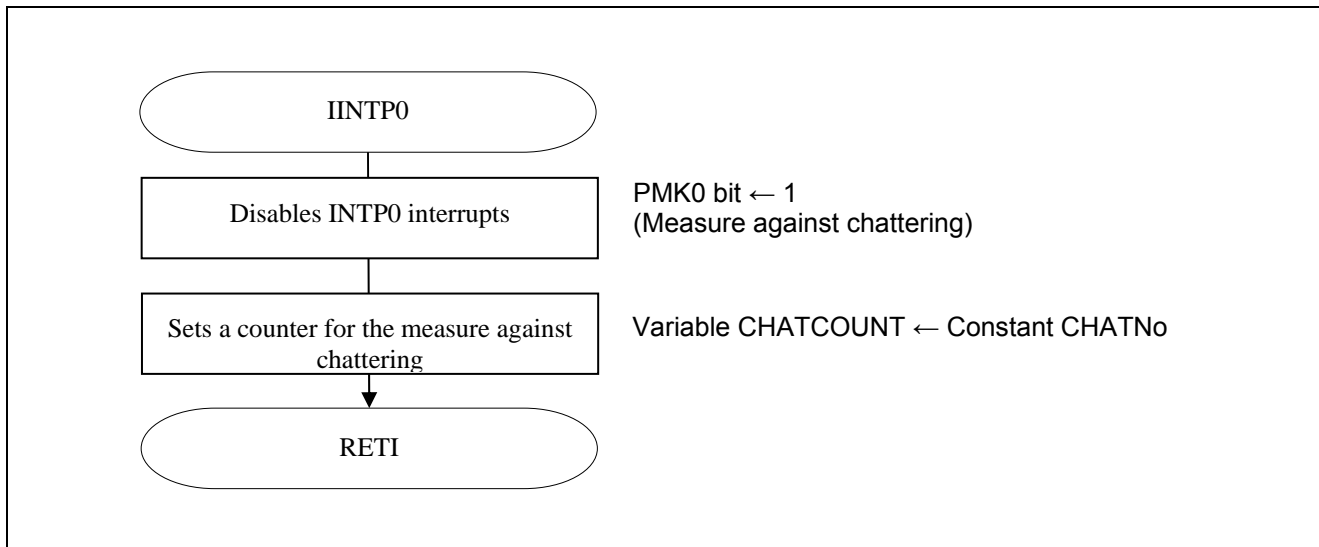 IINTP0
Disables INTP0 interrupts
PMK0 bit ← 1
(Measure against chattering)
Sets a counter for the measure against
chattering
Variable CHATCOUNT ← Constant CHATNo
RETI